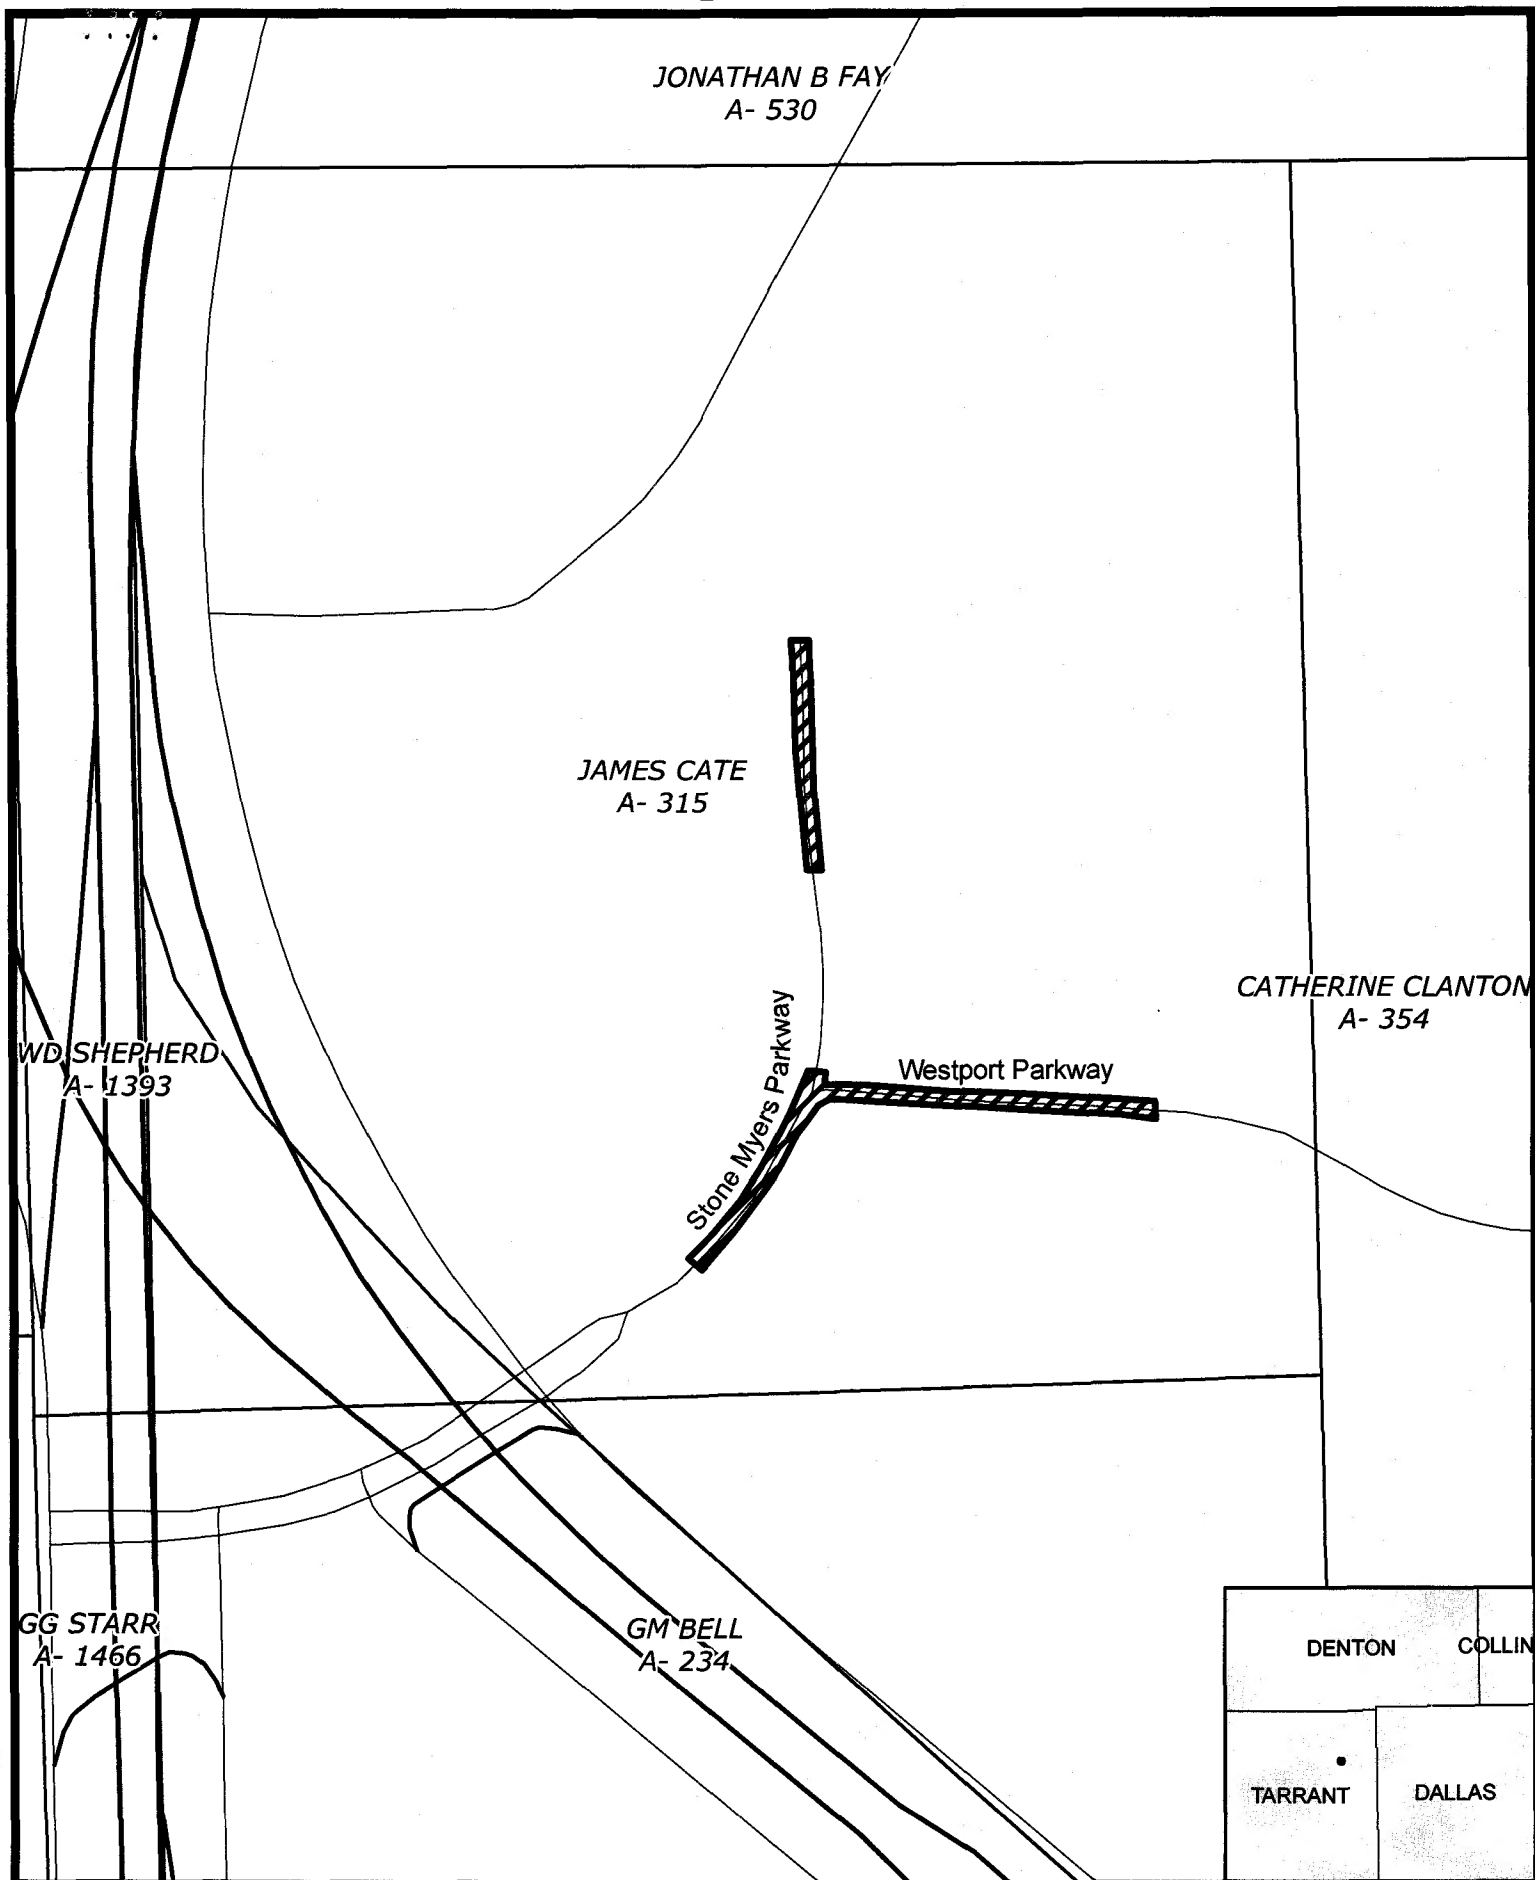 JONATHAN B FAY
A- 530
JAMES CATE
A- 315
CATHERINE CLANTON
A- 354
Stone Myers Parkway
Westport Parkway
WD SHEPHERD
A- 1393
GG STARR
A- 1466
GM BELL
A- 234
DENTON
COLLIN
TARRANT
DALLAS